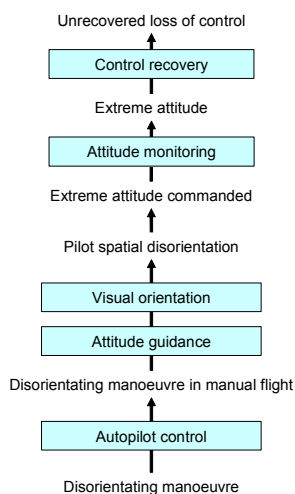 Unrecovered loss of control
Control recovery
Extreme attitude
Attitude monitoring
Extreme attitude commanded
Pilot spatial disorientation
Visual orientation
Attitude guidance
Disorientating manoeuvre in manual flight
Autopilot control
Disorientating manoeuvre